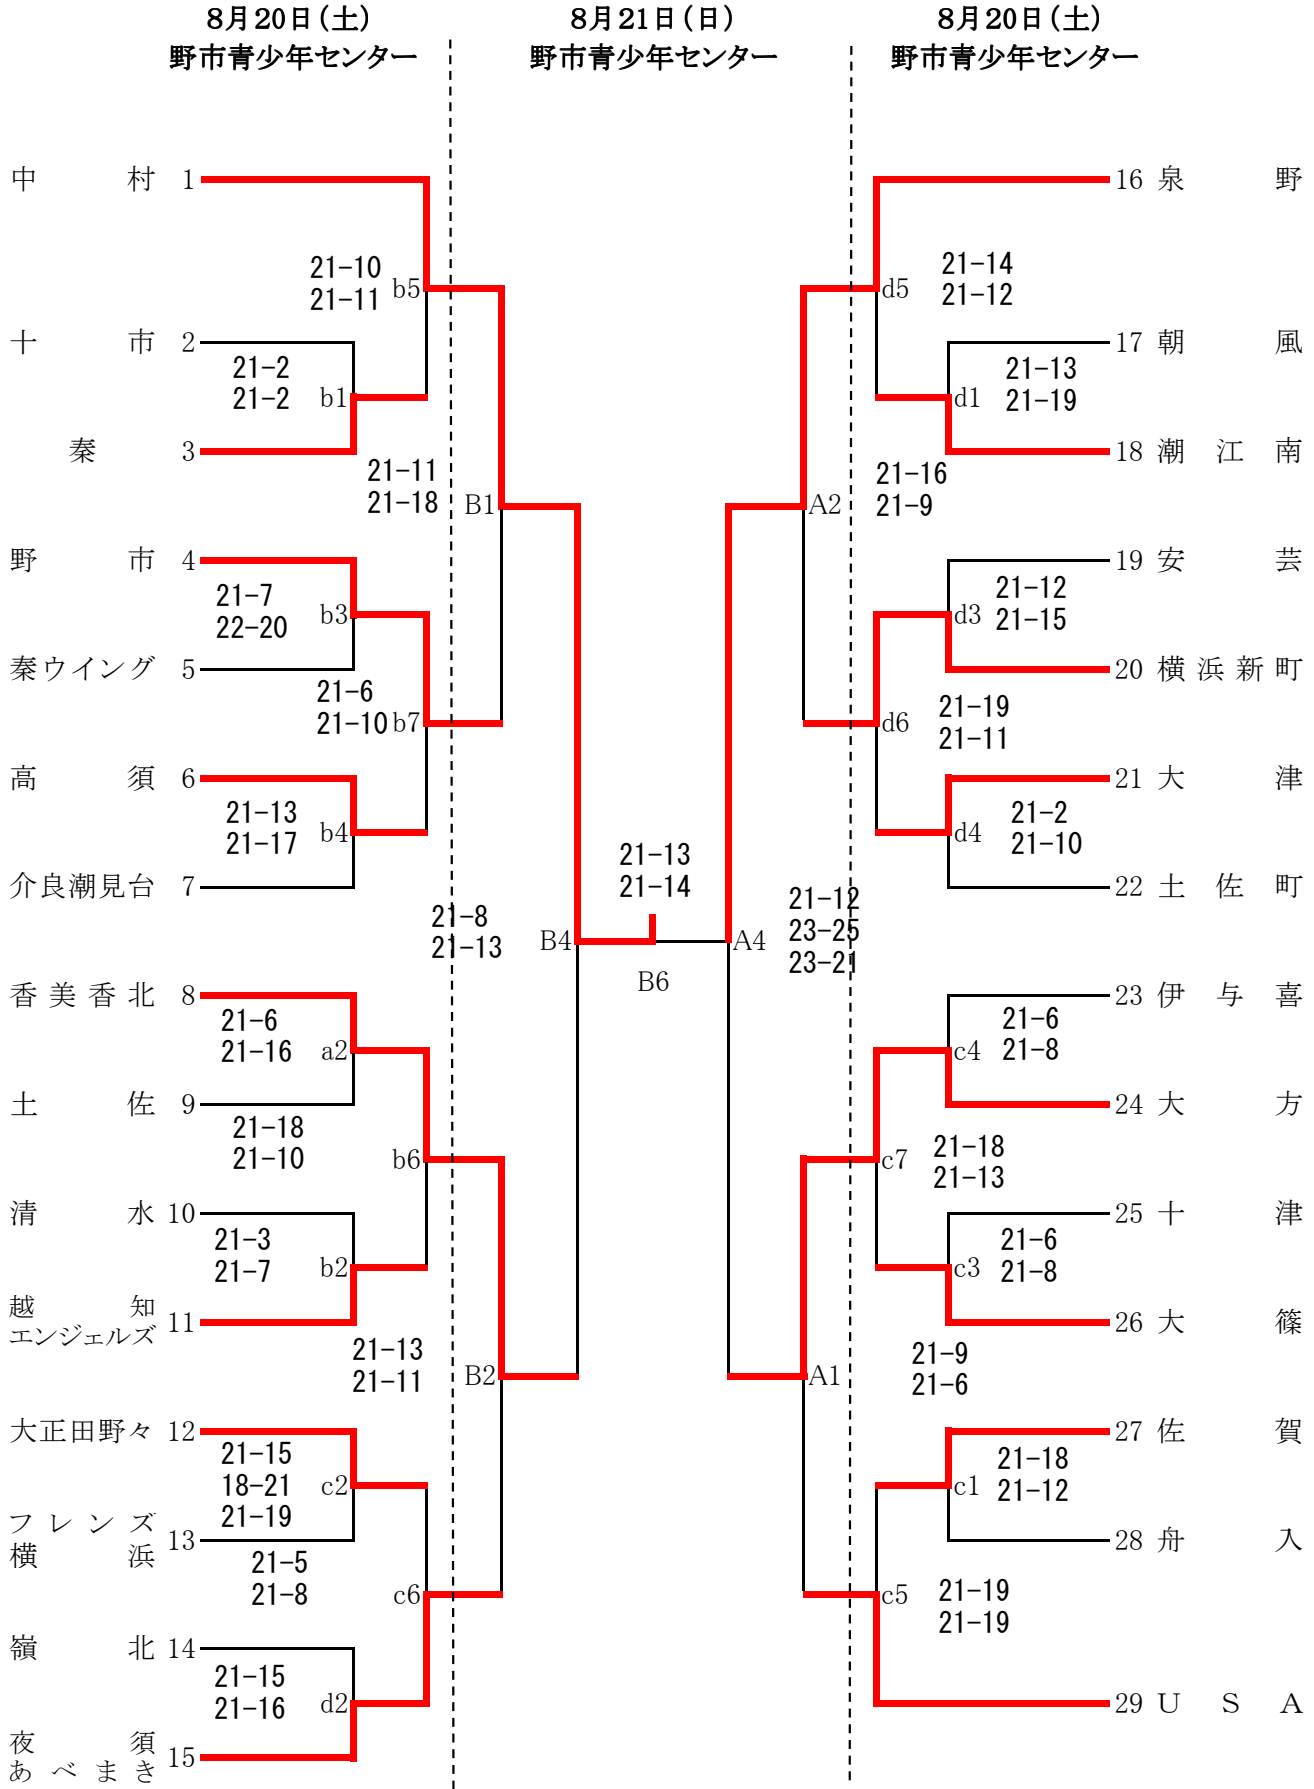 8月20日（土）
野市青少年センター
8月21日（日）
野市青少年センター
8月20日（土）
野市青少年センター
中村 1
21-10
21-11
b5
十市 2
21-2
21-2
b1
秦 3
21-11
21-18
B1
野市 4
21-7
22-20
b3
秦ウイング 5
21-6
21-10
b7
高須 6
21-13
21-17
b4
介良潮見台 7
21-8
21-13
B4
香美香北 8
21-6
21-16
a2
土佐 9
21-18
21-10
b6
清水 10
21-3
21-7
b2
越知
エンジェルズ 11
21-13
21-11
B2
大正田野々 12
21-15
18-21
21-19
c2
フレンズ
横浜 13
21-5
21-8
c6
嶺北 14
21-15
21-16
d2
夜須
あべまき 15
21-13
21-14
B6
16 泉野
d5
21-14
21-12
17 朝風
d1
21-13
21-19
18 潮江南
A2
21-16
21-9
19 安芸
d3
21-12
21-15
20 横浜新町
d6
21-19
21-11
21 大津
d4
21-2
21-10
22 土佐町
A4
21-12
23-25
23-21
23 伊与喜
c4
21-6
21-8
24 大方
c7
21-18
21-13
25 十津
c3
21-6
21-8
26 大篠
A1
21-9
21-6
27 佐賀
c1
21-18
21-12
28 舟入
c5
21-19
21-19
29 USA